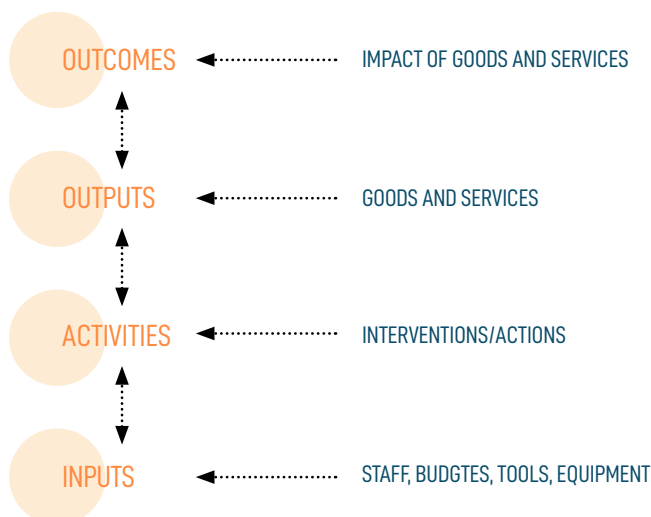 OUTCOMES IMPACT OF GOODS AND SERVICES
OUTPUTS GOODS AND SERVICES
ACTIVITIES INTERVENTIONS/ACTIONS
INPUTS STAFF, BUDGTES, TOOLS, EQUIPMENT